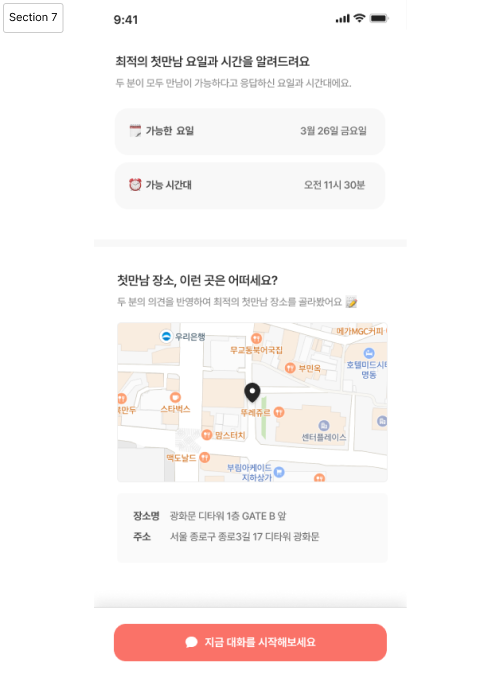 Section 7
9:41
최적의 첫만남 요일과 시간을 알려드려요
두 분이 모두 만남이 가능하다고 응답하신 요일과 시간대에요.
가능한 요일
3월 26일 금요일
가능 시간대
오전 11시 30분
첫만남 장소, 이런 곳은 어떠세요?
두 분의 의견을 반영하여 최적의 첫만남 장소를 골라봤어요
메가MGC커피
우리은행
무교동북어국집
호텔미드시티
명동
부민옥
스타벅스
뚜레쥬르
맘스터치
센터플레이스
맥도날드
부림아케이드
지하상가
장소명 광화문 디타워 1층 GATE B 앞
주소 서울 종로구 종로3길 17 디타워 광화문
지금 대화를 시작해보세요